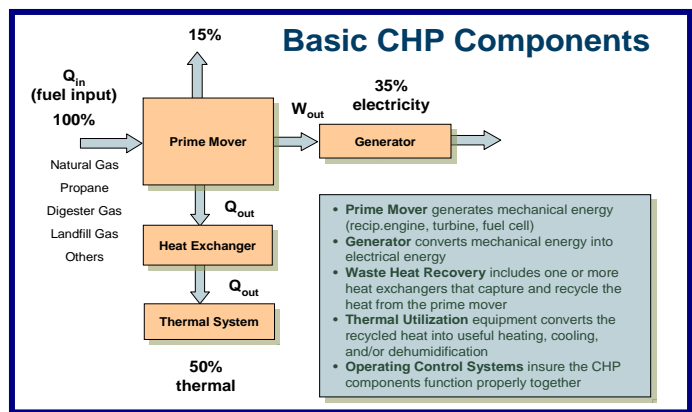 Basic CHP Components
15%
Qin
(fuel input)
100%
Natural Gas
Propane
Digester Gas
Landfill Gas
Others
Prime Mover
Wout
35%
electricity
Generator
Qout
Heat Exchanger
Qout
Thermal System
50%
thermal
• Prime Mover generates mechanical energy
(recip.engine, turbine, fuel cell)
• Generator converts mechanical energy into
electrical energy
• Waste Heat Recovery includes one or more
heat exchangers that capture and recycle the
heat from the prime mover
• Thermal Utilization equipment converts the
recycled heat into useful heating, cooling,
and/or dehumidification
• Operating Control Systems insure the CHP
components function properly together